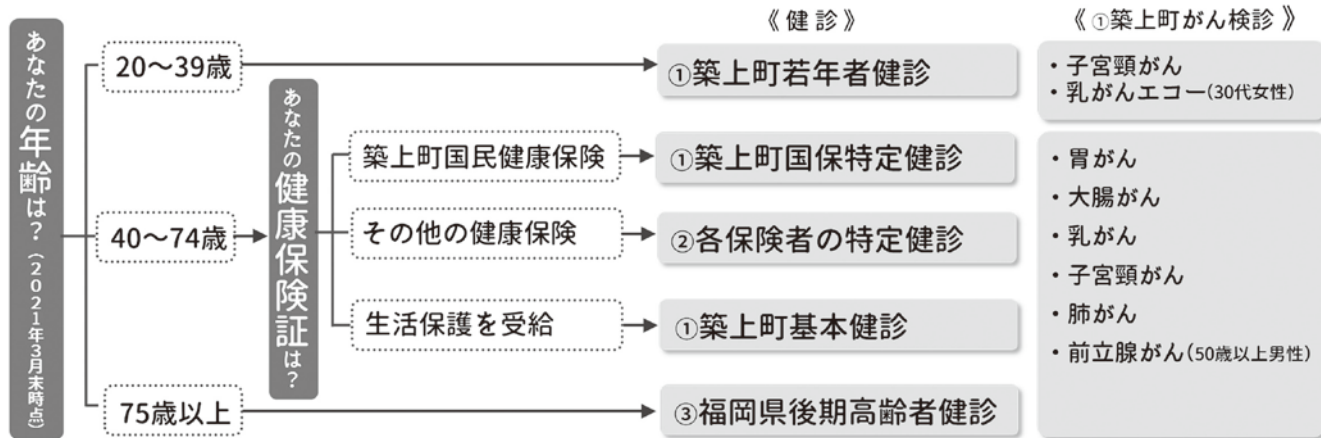 あなたの年齢は？（2021年3月末時点）
20〜39歳
40〜74歳
75歳以上
あなたの健康保険証は？
築上町国民健康保険
その他の健康保険
生活保護を受給
《 健 診 》
①築上町若年者健診
①築上町国保特定健診
②各保険者の特定健診
①築上町基本健診
③福岡県後期高齢者健診
《 ①築上町がん検診 》
・子宮頸がん
・乳がんエコー(30代女性)
・胃がん
・大腸がん
・乳がん
・子宮頸がん
・肺がん
・前立腺がん(50歳以上男性)